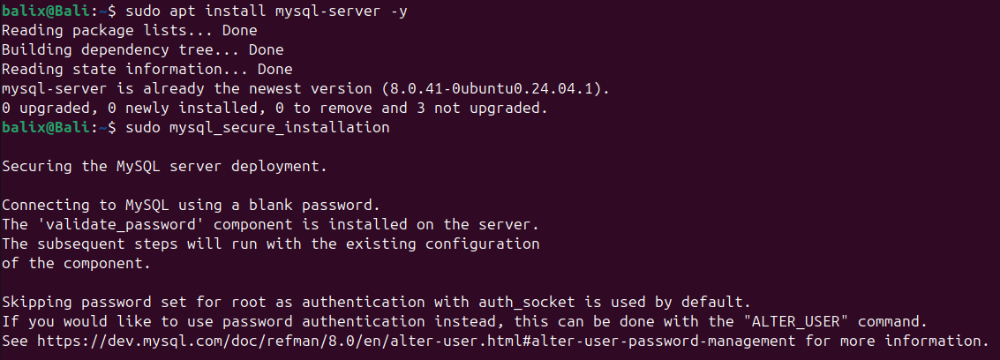 balix@Bali:~$ sudo apt install mysql-server -y
Reading package lists... Done
Building dependency tree... Done
Reading state information... Done
mysql-server is already the newest version (8.0.41-0ubuntu0.24.04.1).
0 upgraded, 0 newly installed, 0 to remove and 3 not upgraded.
balix@Bali:~$ sudo mysql_secure_installation
Securing the MySQL server deployment.
Connecting to MySQL using a blank password.
The 'validate_password' component is installed on the server.
The subsequent steps will run with the existing configuration
of the component.
Skipping password set for root as authentication with auth_socket is used by default.
If you would like to use password authentication instead, this can be done with the "ALTER_USER" command.
See https://dev.mysql.com/doc/refman/8.0/en/alter-user.html#alter-user-password-management for more information.